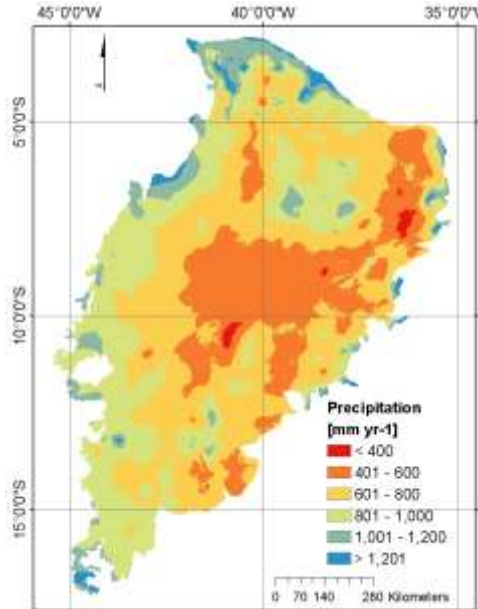 45°0'0"W 40°0'0"W 35°0'0"W
5°0'0"S
10°0'0"S
15°0'0"S
Precipitation
[mm yr-1]
< 400
401 - 600
601 - 800
801 - 1,000
1,001 - 1,200
> 1,201
0 70 140 280 Kilometers